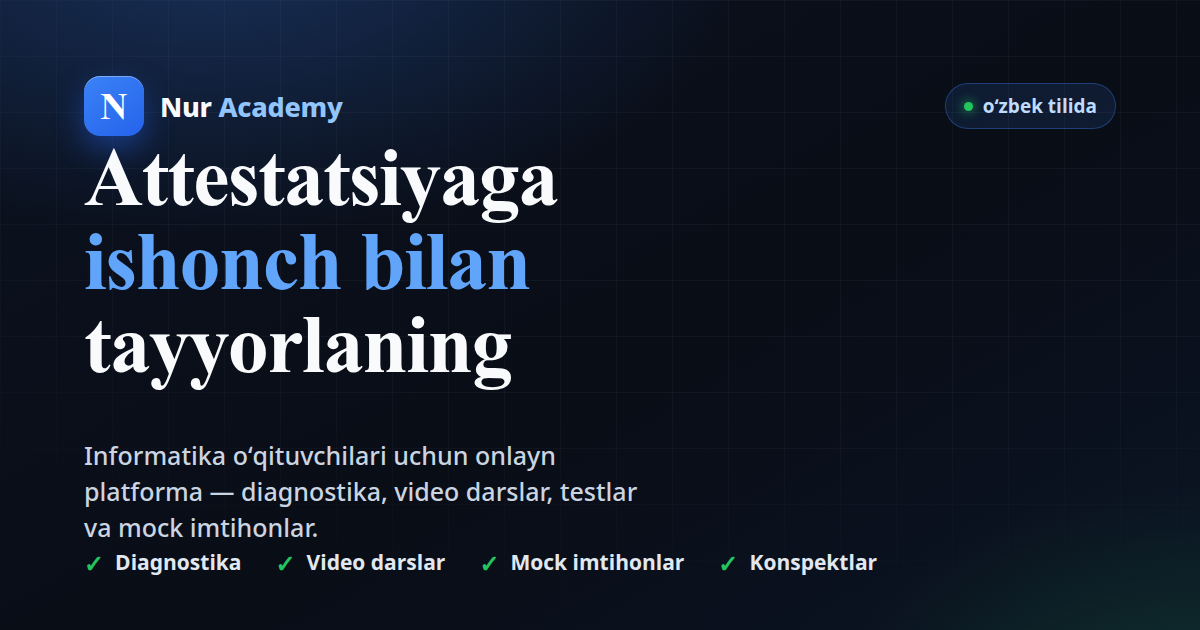 N
Nur Academy
oʻzbek tilida
Attestatsiyaga
ishonch bilan
tayyorlaning
Informatika oʻqituvchilari uchun onlayn
platforma — diagnostika, video darslar, testlar
va mock imtihonlar.
✓ Diagnostika ✓ Video darslar ✓ Mock imtihonlar ✓ Konspektlar